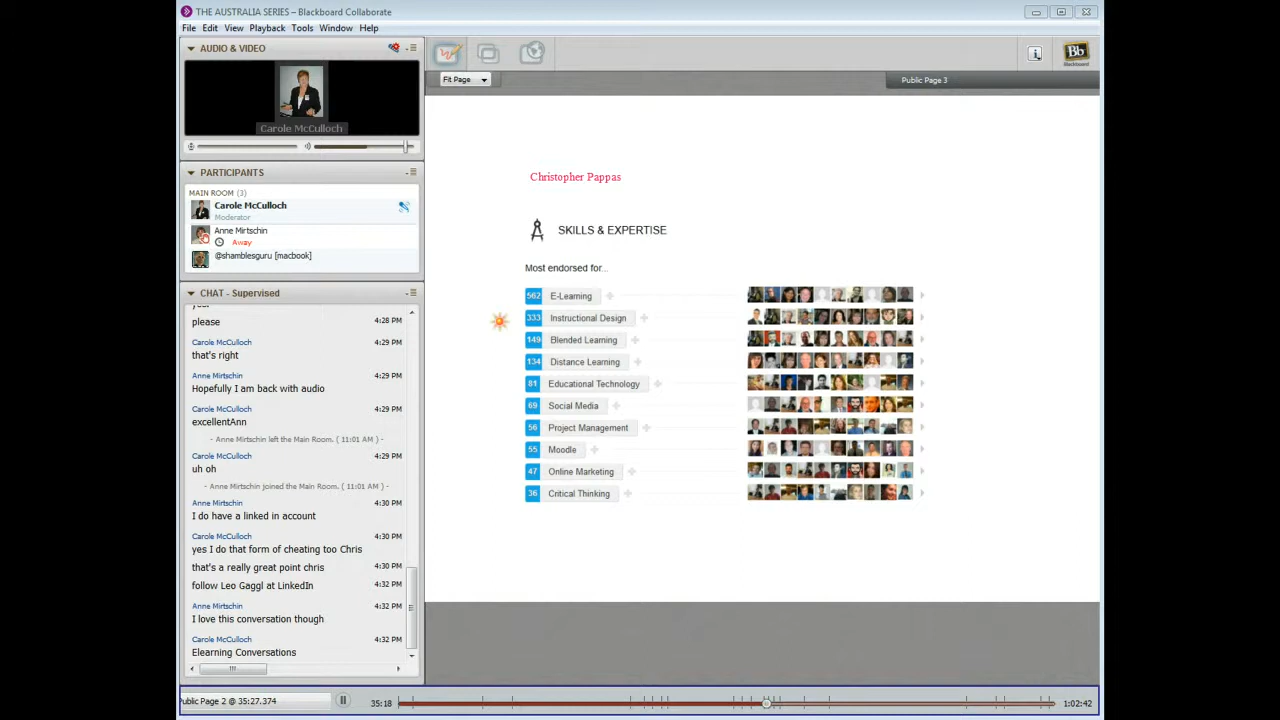 THE AUSTRALIA SERIES – Blackboard Collaborate
File Edit View Playback Tools Window Help
AUDIO & VIDEO
Carole McCulloch
PARTICIPANTS
MAIN ROOM (3)
Carole McCulloch
Moderator
Anne Mirtschin
Away
@shamblesguru [macbook]
CHAT - Supervised
please 4:28 PM
Carole McCulloch 4:29 PM
that's right
Anne Mirtschin 4:29 PM
Hopefully I am back with audio
Carole McCulloch 4:29 PM
excellentAnn
- Anne Mirtschin left the Main Room. ( 11:01 AM ) -
Carole McCulloch 4:29 PM
uh oh
- Anne Mirtschin joined the Main Room. ( 11:01 AM ) -
Anne Mirtschin 4:30 PM
I do have a linked in account
Carole McCulloch 4:30 PM
yes I do that form of cheating too Chris
that's a really great point chris 4:30 PM
follow Leo Gaggl at LinkedIn 4:32 PM
Anne Mirtschin 4:32 PM
I love this conversation though
Carole McCulloch 4:32 PM
Elearning Conversations
Fit Page
Public Page 3
Bb
Blackboard
Christopher Pappas
SKILLS & EXPERTISE
Most endorsed for...
562 E-Learning
333 Instructional Design
149 Blended Learning
134 Distance Learning
81 Educational Technology
69 Social Media
56 Project Management
55 Moodle
47 Online Marketing
36 Critical Thinking
ublic Page 2 @ 35:27.374
35:18
1:02:42